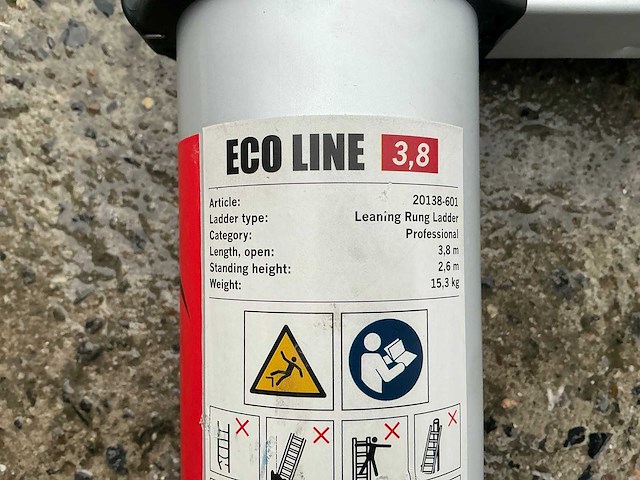 ECO LINE 3,8
Article: 20138-601
Ladder type: Leaning Rung Ladder
Category: Professional
Length, open: 3,8 m
Standing height: 2,6 m
Weight: 15,3 kg